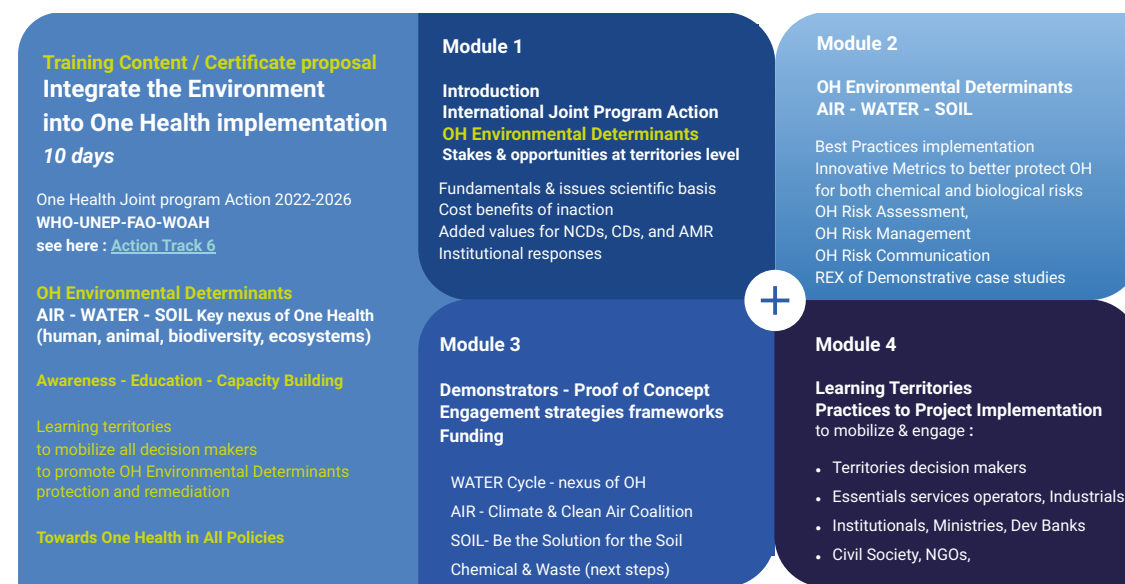 Training Content / Certificate proposal
Integrate the Environment
into One Health implementation
10 days
One Health Joint program Action 2022-2026
WHO-UNEP-FAO-WOAH
see here : Action Track 6
OH Environmental Determinants
AIR - WATER - SOIL Key nexus of One Health
(human, animal, biodiversity, ecosystems)
Awareness - Education - Capacity Building
Learning territories
to mobilize all decision makers
to promote OH Environmental Determinants
protection and remediation
Towards One Health in All Policies
Module 1
Introduction
International Joint Program Action
OH Environmental Determinants
Stakes & opportunities at territories level
Fundamentals & issues scientific basis
Cost benefits of inaction
Added values for NCDs, CDs, and AMR
Institutional responses
Module 2
OH Environmental Determinants
AIR - WATER - SOIL
Best Practices implementation
Innovative Metrics to better protect OH
for both chemical and biological risks
OH Risk Assessment,
OH Risk Management
OH Risk Communication
REX of Demonstrative case studies
Module 3
Demonstrators - Proof of Concept
Engagement strategies frameworks
Funding
WATER Cycle - nexus of OH
AIR - Climate & Clean Air Coalition
SOIL- Be the Solution for the Soil
Chemical & Waste (next steps)
Module 4
Learning Territories
Practices to Project Implementation
to mobilize & engage :
• Territories decision makers
• Essentials services operators, Industrials
• Institutionals, Ministries, Dev Banks
• Civil Society, NGOs,